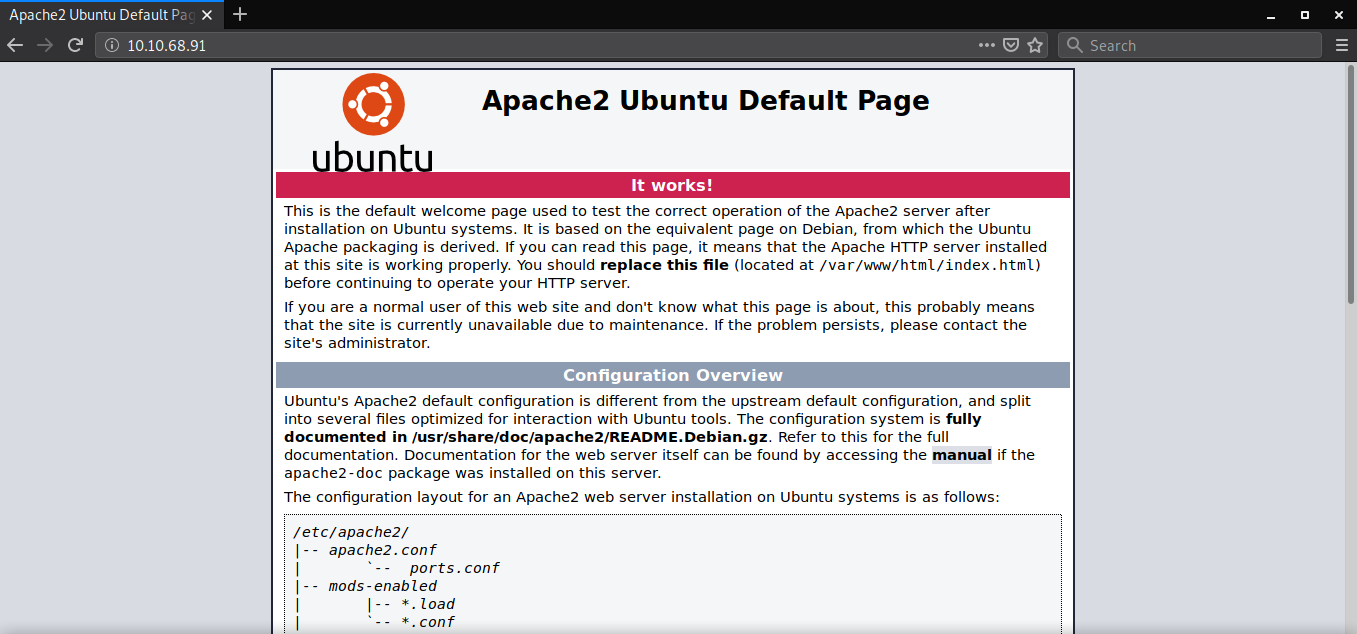 Apache2 Ubuntu Default Pag
10.10.68.91
Search
ubuntu
Apache2 Ubuntu Default Page
It works!
This is the default welcome page used to test the correct operation of the Apache2 server after
installation on Ubuntu systems. It is based on the equivalent page on Debian, from which the Ubuntu
Apache packaging is derived. If you can read this page, it means that the Apache HTTP server installed
at this site is working properly. You should replace this file (located at /var/www/html/index.html)
before continuing to operate your HTTP server.
If you are a normal user of this web site and don't know what this page is about, this probably means
that the site is currently unavailable due to maintenance. If the problem persists, please contact the
site's administrator.
Configuration Overview
Ubuntu's Apache2 default configuration is different from the upstream default configuration, and split
into several files optimized for interaction with Ubuntu tools. The configuration system is fully
documented in /usr/share/doc/apache2/README.Debian.gz. Refer to this for the full
documentation. Documentation for the web server itself can be found by accessing the manual if the
apache2-doc package was installed on this server.
The configuration layout for an Apache2 web server installation on Ubuntu systems is as follows:
/etc/apache2/
|-- apache2.conf
|       `--  ports.conf
|-- mods-enabled
|       |-- *.load
|       `-- *.conf